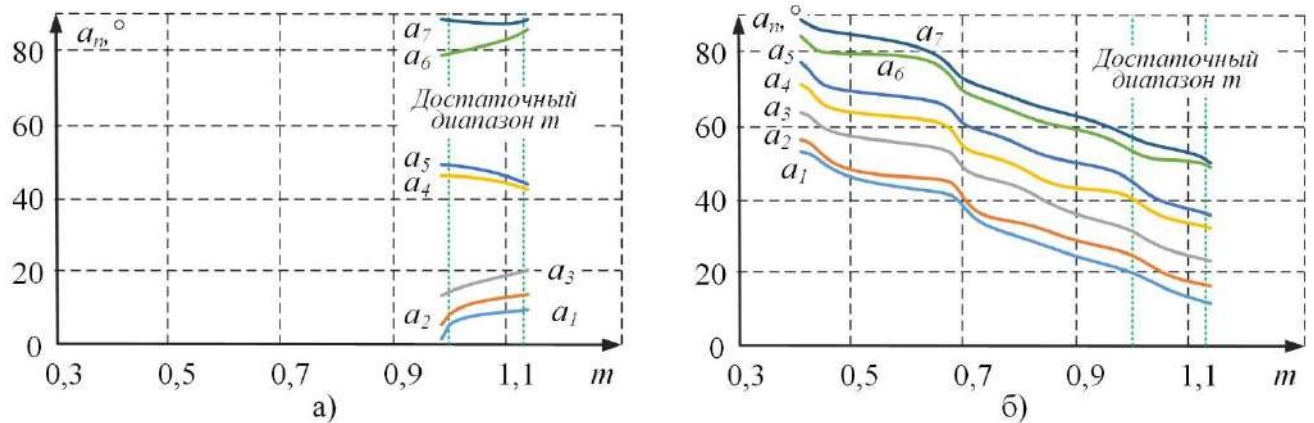 aₙ,°
80
60
40
20
0
a₇
a₆
Достаточный
диапазон m
a₅
a₄
a₃
a₂
a₁
0,3
0,5
0,7
0,9
1,1
m
а)
aₙ,°
80
60
40
20
0
a₇
a₆
a₅
a₄
a₃
a₂
a₁
Достаточный
диапазон m
0,3
0,5
0,7
0,9
1,1
m
б)